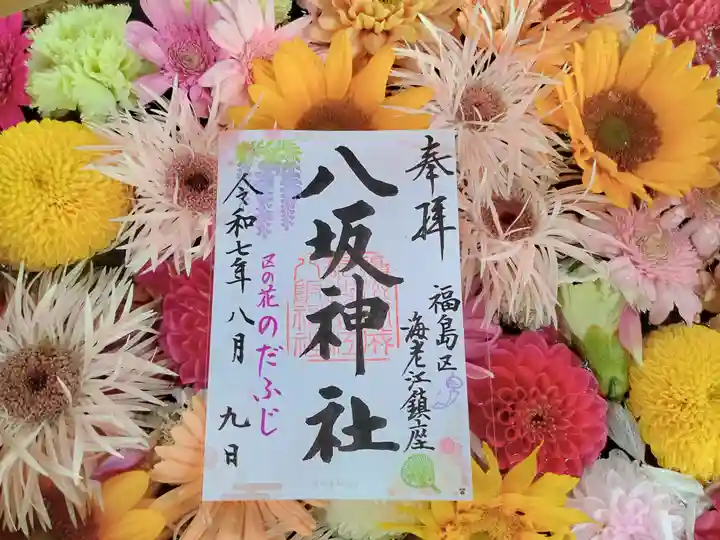 奉拝
福島区
海老江鎮座
八坂神社
区の花のだふじ
令和七年八月九日